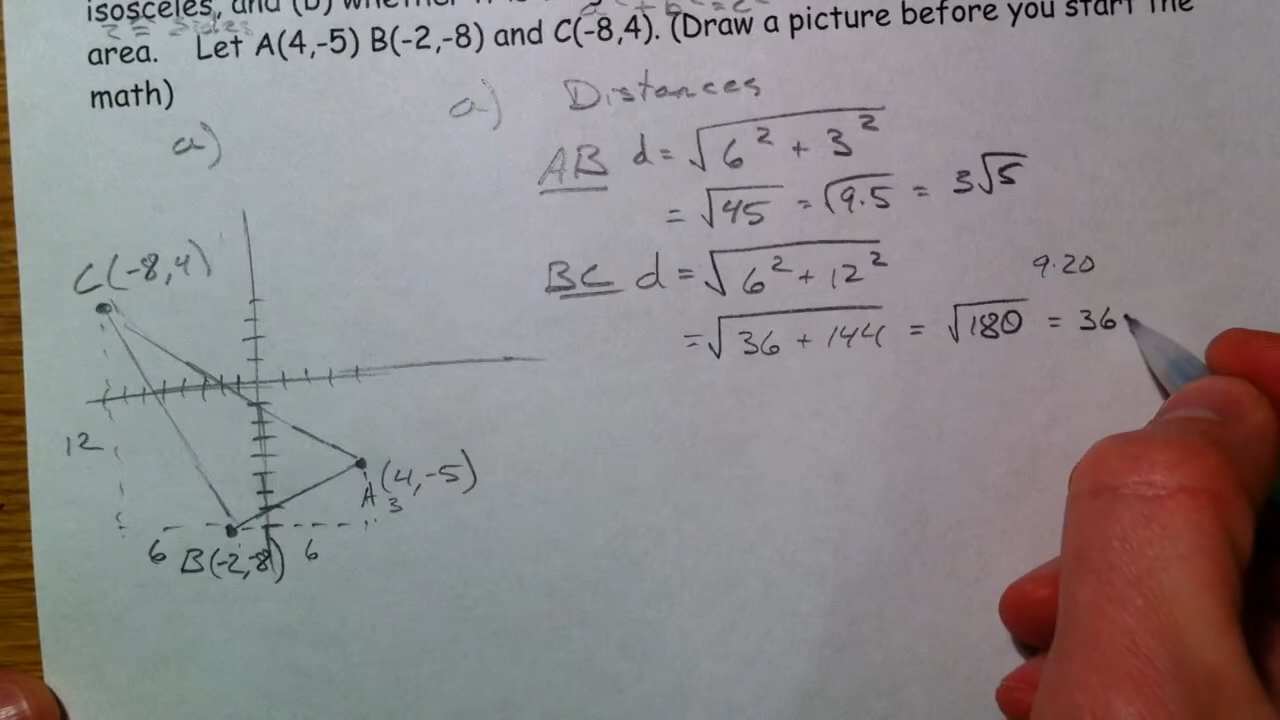 isosceles, and (b) whether it is a
area. Let A(4,-5) B(-2,-8) and C(-8,4). (Draw a picture before you start the
math)
a) Distances
a)
AB d = √6² + 3²
= √45 = √9·5 = 3√5
BC d = √6² + 12²
9·20
= √36 + 144 = √180 = 36
C(-8,4)
12
A (4,-5)
3
6 B(-2,-8) 6